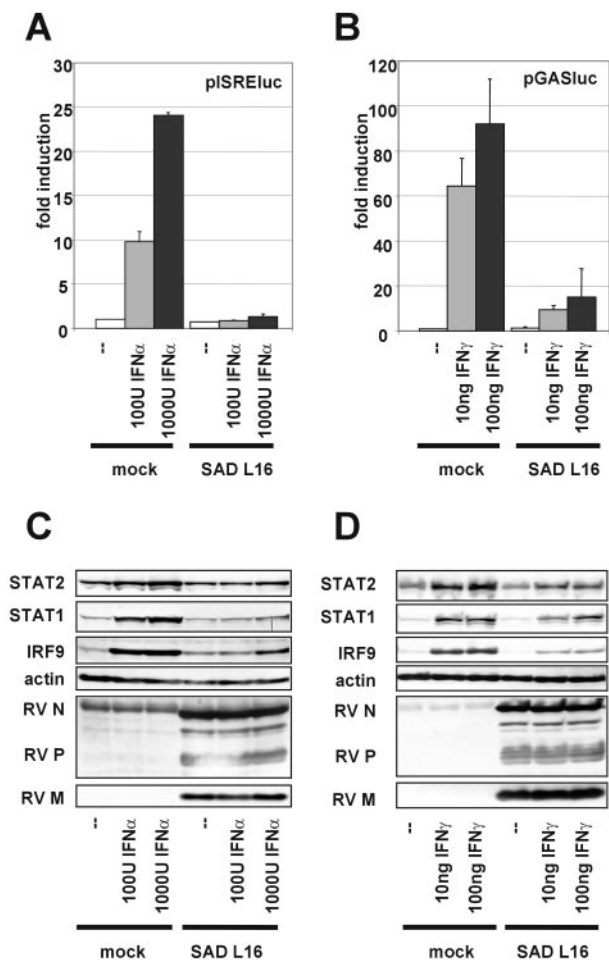 A
pISREluc
fold induction
30
25
20
15
10
5
0
--
100U IFNα
1000U IFNα
--
100U IFNα
1000U IFNα
mock
SAD L16
B
pGASluc
fold induction
120
100
80
60
40
20
0
--
10ng IFNγ
100ng IFNγ
--
10ng IFNγ
100ng IFNγ
mock
SAD L16
C
STAT2
STAT1
IRF9
actin
RV N
RV P
RV M
--
100U IFNα
1000U IFNα
--
100U IFNα
1000U IFNα
mock
SAD L16
D
STAT2
STAT1
IRF9
actin
RV N
RV P
RV M
--
10ng IFNγ
100ng IFNγ
--
10ng IFNγ
100ng IFNγ
mock
SAD L16